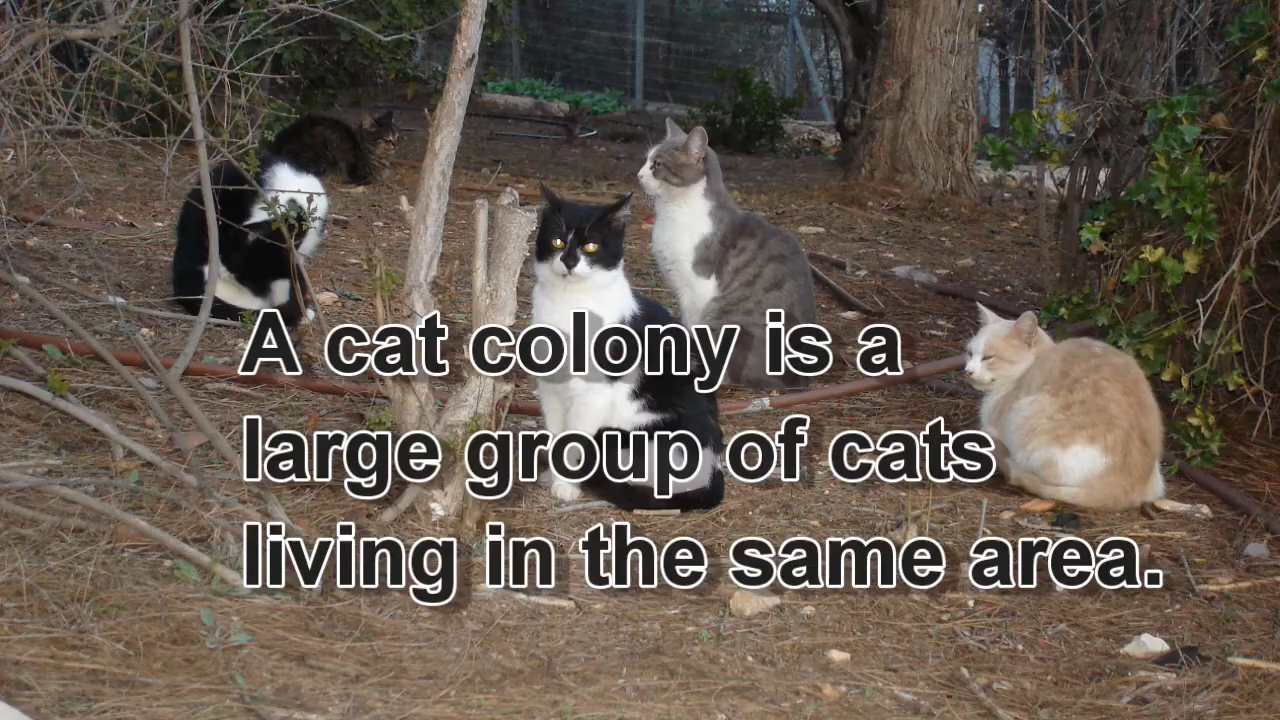 A cat colony is a
large group of cats
living in the same area.